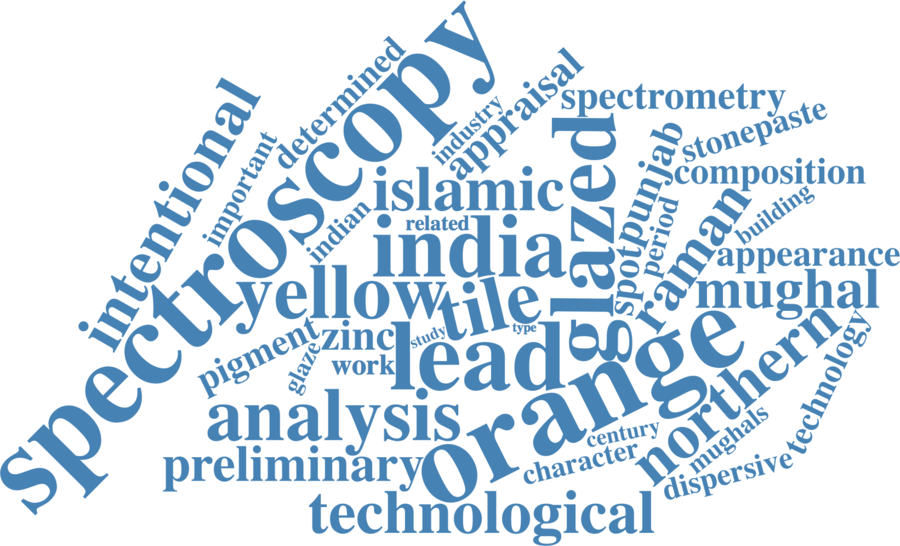 spectroscopy
determined
intentional
important
industry
appraisal
spectrometry
stonepaste
composition
building
appearance
glazed
spot
punjab
period
raman
mughal
islamic
indian
related
india
yellow
tile
orange
northern
technology
pigment
zinc
glaze
work
study
type
lead
analysis
century
character
mughals
dispersive
preliminary
technological